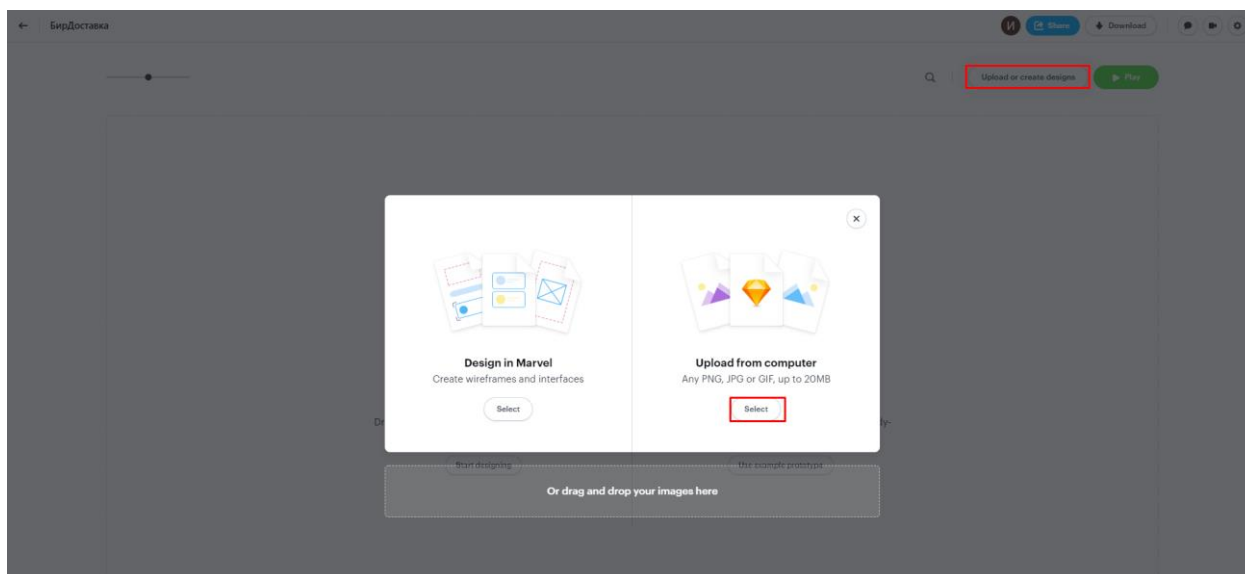 БирДоставка
И
Share
Download
Upload or create designs
Play
Design in Marvel
Create wireframes and interfaces
Select
Upload from computer
Any PNG, JPG or GIF, up to 20MB
Select
Start designing
Use example prototype
Or drag and drop your images here